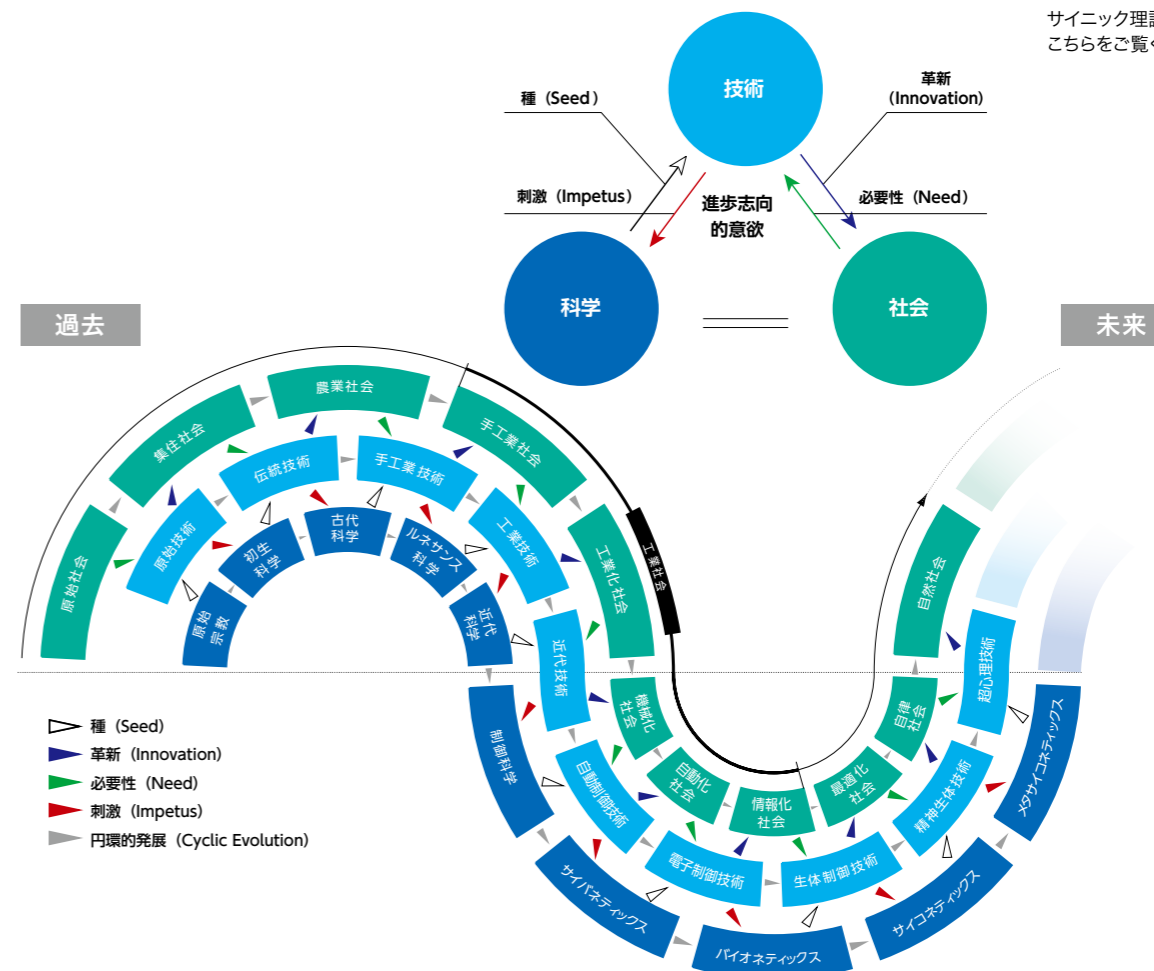 サイニック理
こちらをご覧
技術
種（Seed）
革新
（Innovation）
刺激（Impetus）
進歩志向
的意欲
必要性（Need）
科学
社会
過去
未来
原始社会
集住社会
農業社会
手工業社会
工業化社会
工業社会
原始技術
伝統技術
手工業技術
工業技術
近代技術
原始
宗教
初生
科学
古代
科学
ルネサンス
科学
近代
科学
機械化
社会
自動化
社会
情報化
社会
最適化
社会
自律
社会
自然社会
自動制御技術
電子制御技術
生体制御技術
精神生体技術
超心理技術
制御科学
サイバネティックス
バイオネティックス
サイコネティックス
メタサイコネティックス
種（Seed）
革新（Innovation）
必要性（Need）
刺激（Impetus）
円環的発展（Cyclic Evolution）